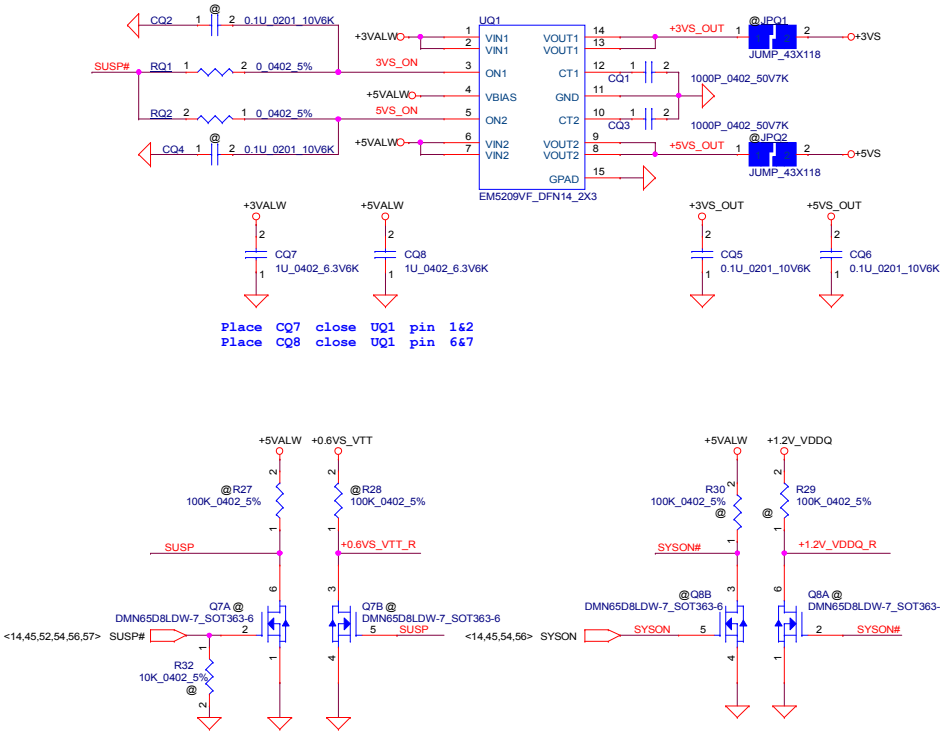 @
CQ2 1 2 0.1U_0201_10V6K
SUSP# RQ1 1 2 0_0402_5% 3VS_ON
RQ2 2 1 0_0402_5% 5VS_ON
CQ4 1 2 0.1U_0201_10V6K
@
UQ1
+3VALW 1 VIN1 VOUT1 14 +3VS_OUT
2 VIN1 VOUT1 13
3 ON1 CT1 12
+5VALW 4 VBIAS GND 11
5 ON2 CT2 10
+5VALW 6 VIN2 VOUT2 9
7 VIN2 VOUT2 8 +5VS_OUT
GPAD 15
EM5209VF_DFN14_2X3
CQ1 1 2
1000P_0402_50V7K
CQ3 1 2
1000P_0402_50V7K
@JPQ1
1 1 2 2 +3VS
JUMP_43X118
@JPQ2
1 1 2 2 +5VS
JUMP_43X118
+3VALW
2
CQ7
1U_0402_6.3V6K
1
+5VALW
2
CQ8
1U_0402_6.3V6K
1
+3VS_OUT
2
CQ5
0.1U_0201_10V6K
1
+5VS_OUT
2
CQ6
0.1U_0201_10V6K
1
Place CQ7 close UQ1 pin 1&2
Place CQ8 close UQ1 pin 6&7
+5VALW
2
@R27
100K_0402_5%
1
SUSP
6
Q7A @
DMN65D8LDW-7_SOT363-6
<14,45,52,54,56,57> SUSP# 2
1
1
R32
10K_0402_5%
@
2
+0.6VS_VTT
2
@R28
100K_0402_5%
1
+0.6VS_VTT_R
3
Q7B @
DMN65D8LDW-7_SOT363-6
5 SUSP
4
+5VALW
2
R30
100K_0402_5%
@
1
SYSON#
3
@Q8B
DMN65D8LDW-7_SOT363-6
<14,45,54,56> SYSON SYSON 5
4
+1.2V_VDDQ
2
R29
100K_0402_5%
@
1
+1.2V_VDDQ_R
6
Q8A @
DMN65D8LDW-7_SOT363-
2 SYSON#
1